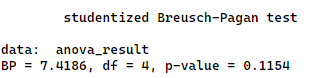 studentized Breusch-Pagan test
data:  anova_result
BP = 7.4186, df = 4, p-value = 0.1154